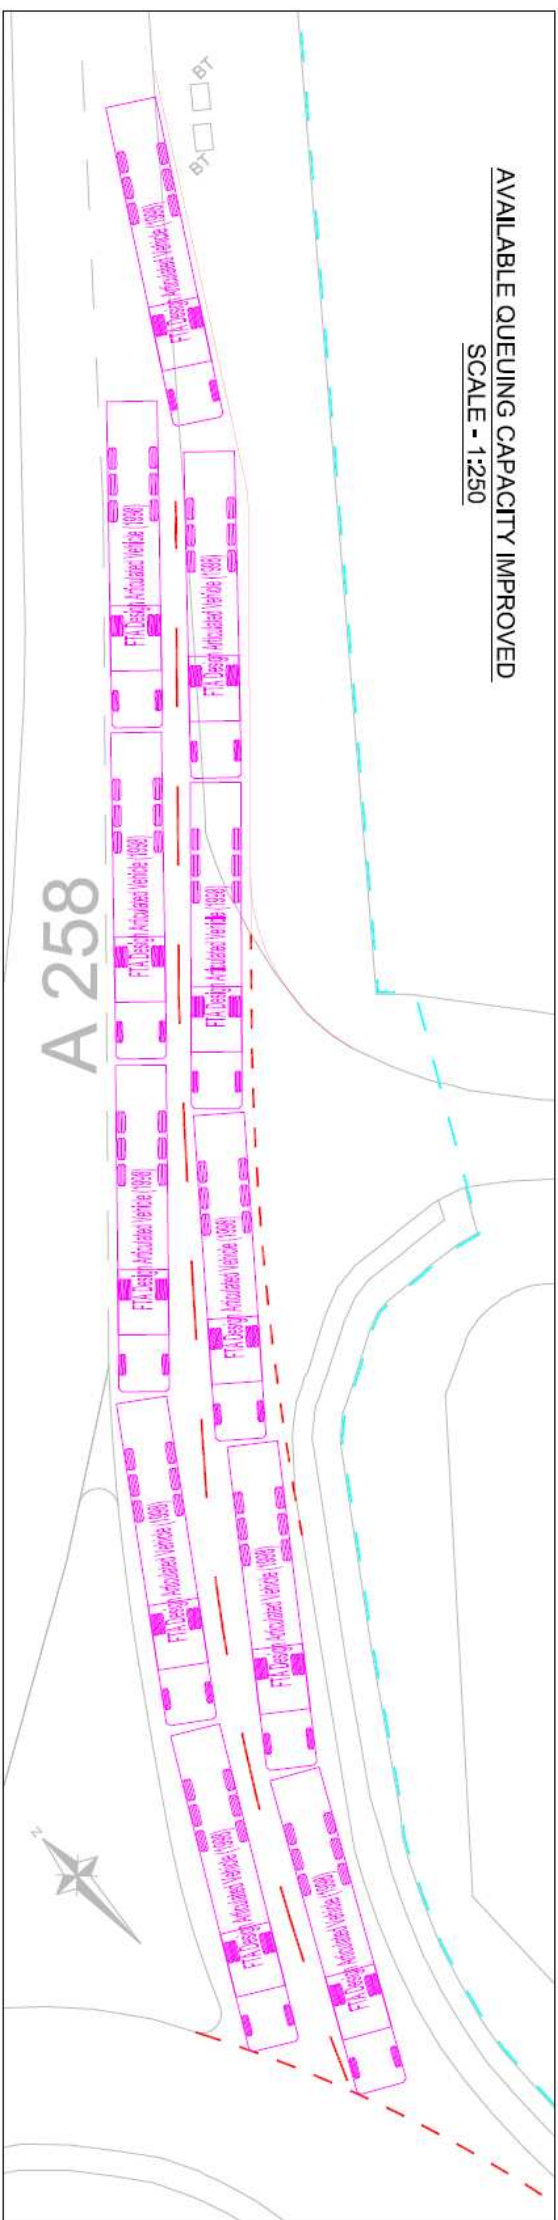 AVAILABLE QUEUING CAPACITY IMPROVED
SCALE - 1:250
BT
BT
FTA Design Articulated Vehicle (1998)
FTA Design Articulated Vehicle (1998)
FTA Design Articulated Vehicle (1998)
FTA Design Articulated Vehicle (1998)
FTA Design Articulated Vehicle (1998)
A 258
FTA Design Articulated Vehicle (1998)
FTA Design Articulated Vehicle (1998)
FTA Design Articulated Vehicle (1998)
FTA Design Articulated Vehicle (1998)
FTA Design Articulated Vehicle (1998)
FTA Design Articulated Vehicle (1998)
N